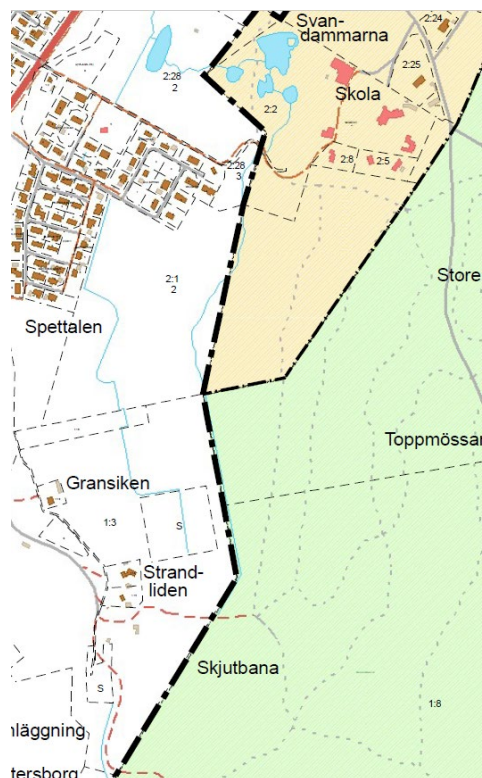 Svan-
dammarna
2:24
2:25
2:28
2
Skola
2:2
2:8
2:5
2:28
3
2:1
2
Store
Spettalen
Toppmössar
Gransiken
1:3
S
Strand-
liden
Skjutbana
S
1:8
nläggning
tersborg